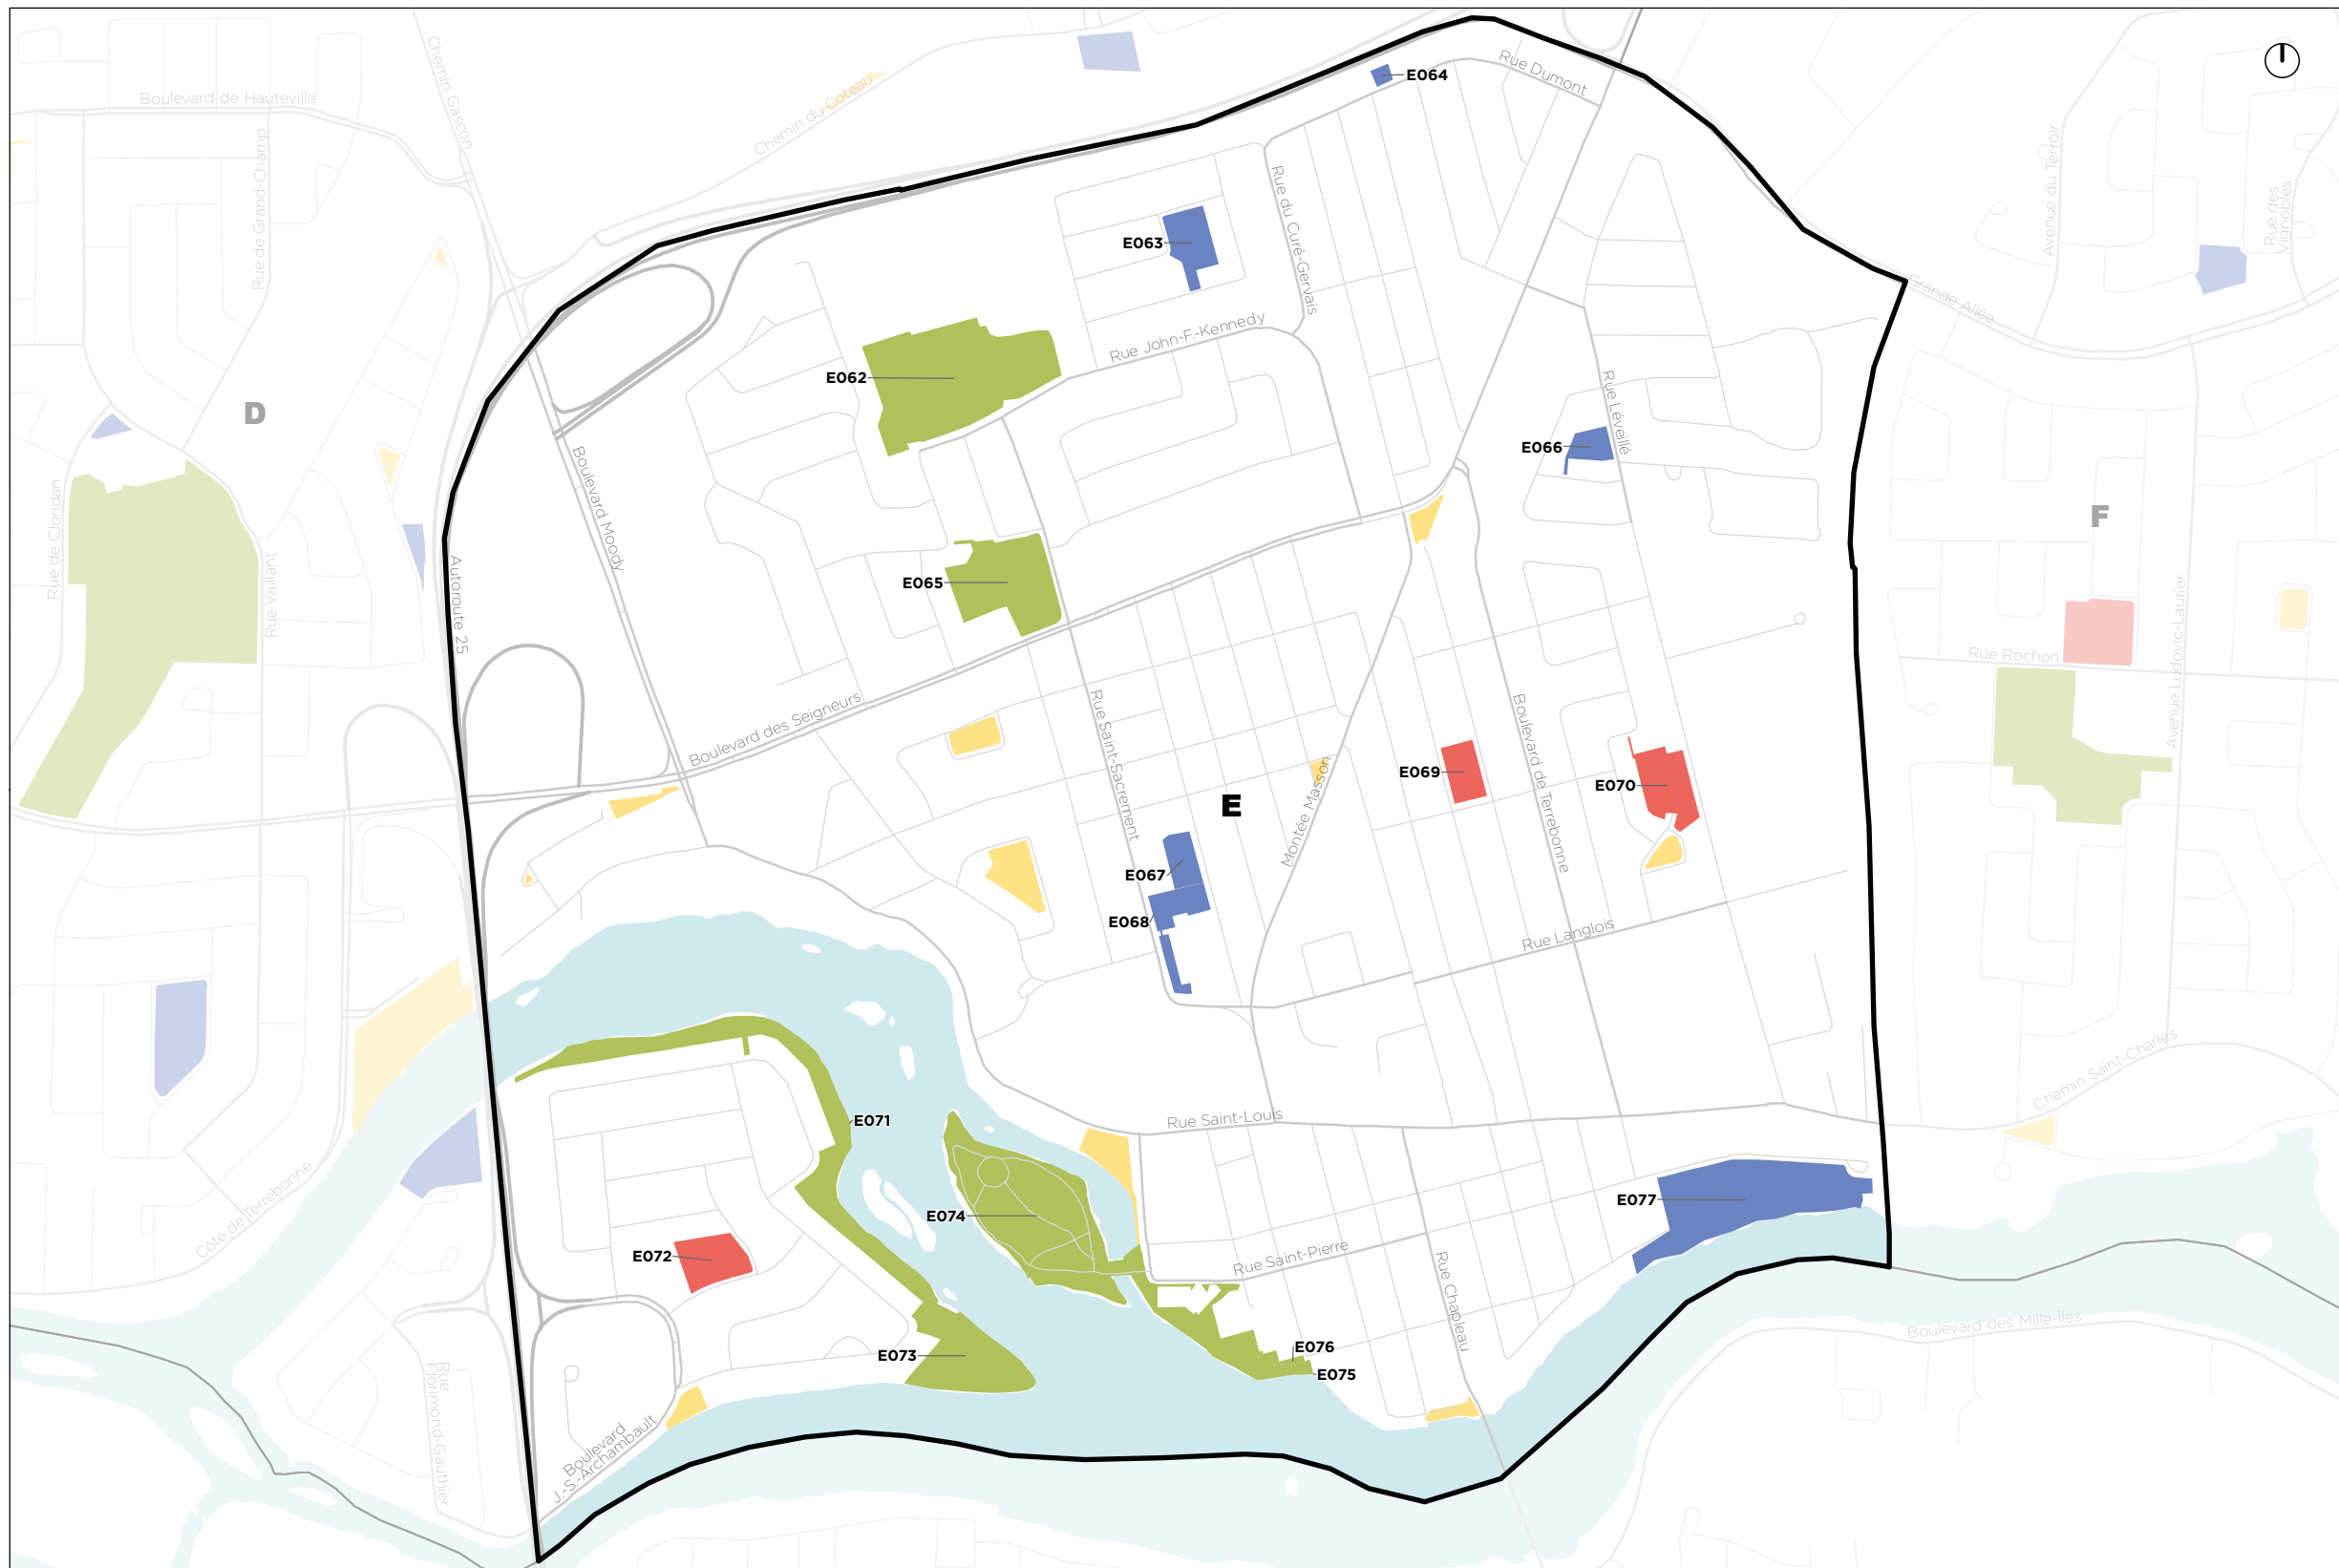 Chemin Gascon
Boulevard de Hauteville
Chemin du Coteau
E064
Rue Dumont
Rue de Grand-Champ
Avenue du Terroir
Rue des
Vignobles
Rue du Curé-Gervais
E063
Grande Allée
Rue John-F.-Kennedy
E062
D
Rue Léveillé
E066
Boulevard Moody
Rue de Cloridan
Rue Vaillant
Autoroute 25
E065
F
Avenue Ludovic-Laurier
Rue Rochon
Boulevard des Seigneurs
Rue Saint-Sacrement
Boulevard de Terrebonne
E069
E070
Montée Masson
E
E067
E068
Rue Langlois
Chemin Saint-Charles
E071
Rue Saint-Louis
Côte de Terrebonne
E077
E074
E072
Rue Saint-Pierre
Rue Chapleau
Boulevard des Mille-Îles
E076
E073
E075
Rue
Florimond-Gauthier
Boulevard
J.-S.-Archambault